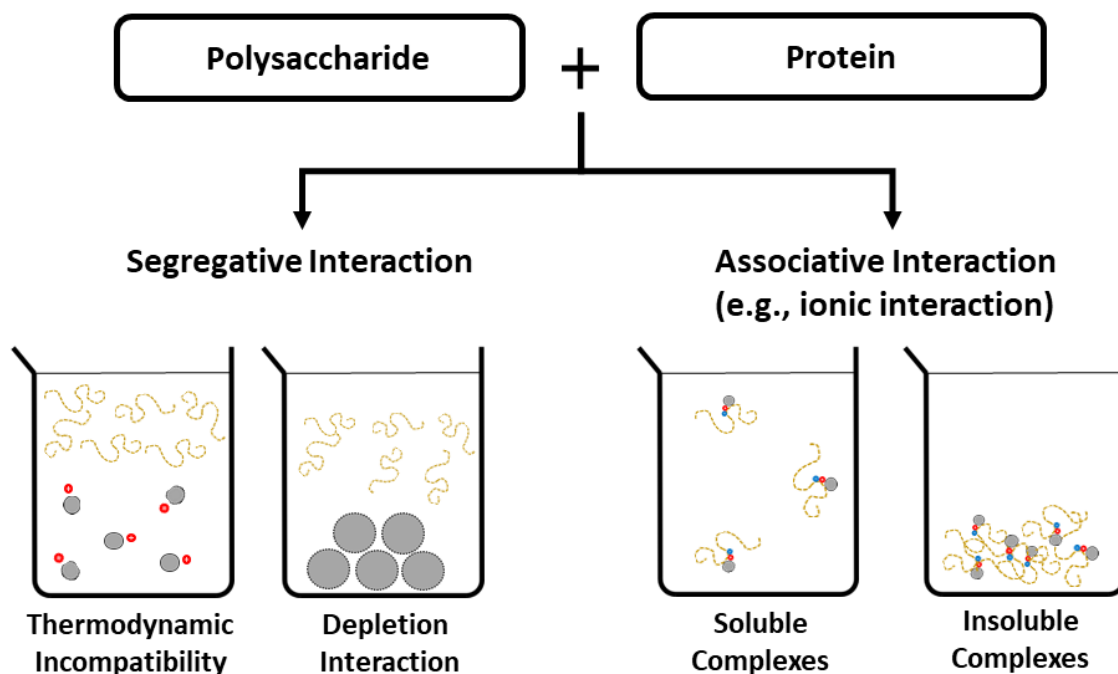 Polysaccharide
+
Protein
Segregative Interaction
Associative Interaction
(e.g., ionic interaction)
Thermodynamic
Incompatibility
Depletion
Interaction
Soluble
Complexes
Insoluble
Complexes